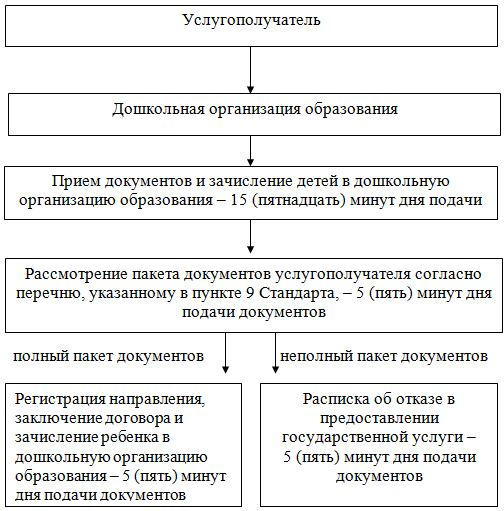 Услугополучатель
Дошкольная организация образования
Прием документов и зачисление детей в дошкольную
организацию образования – 15 (пятнадцать) минут дня подачи
Рассмотрение пакета документов услугополучателя согласно
перечню, указанному в пункте 9 Стандарта, – 5 (пять) минут дня
подачи документов
полный пакет документов
неполный пакет документов
Регистрация направления,
заключение договора и
зачисление ребенка в
дошкольную организацию
образования – 5 (пять) минут
дня подачи документов
Расписка об отказе в
предоставлении
государственной услуги –
5 (пять) минут дня подачи
документов